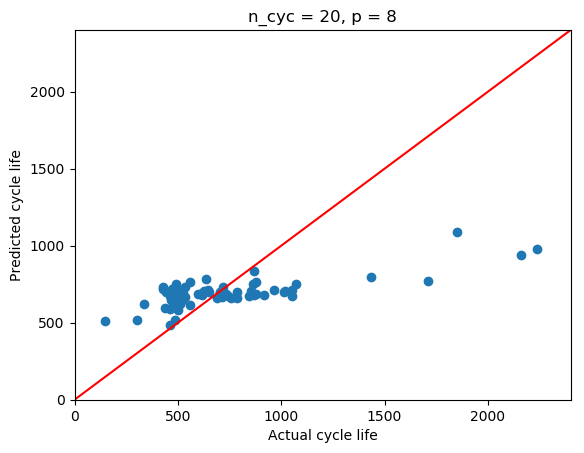 n_cyc = 20, p = 8
Predicted cycle life
2000
1500
1000
500
0
0 500 1000 1500 2000
Actual cycle life